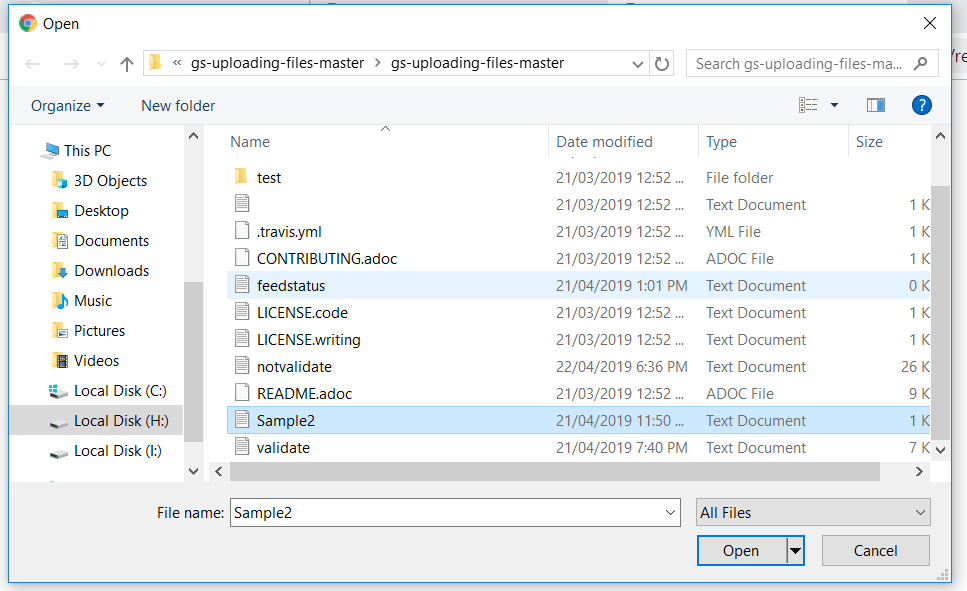 Open
« gs-uploading-files-master > gs-uploading-files-master
Search gs-uploading-files-ma...
/re
Organize
New folder
?
This PC
3D Objects
Desktop
Documents
Downloads
Music
Pictures
Videos
Local Disk (C:)
Local Disk (H:)
Local Disk (I:)
Name Date modified Type Size
test 21/03/2019 12:52 ... File folder
21/03/2019 12:52 ... Text Document 1 K
.travis.yml 21/03/2019 12:52 ... YML File 1 K
CONTRIBUTING.adoc 21/03/2019 12:52 ... ADOC File 1 K
feedstatus 21/04/2019 1:01 PM Text Document 0 K
LICENSE.code 21/03/2019 12:52 ... Text Document 1 K
LICENSE.writing 21/03/2019 12:52 ... Text Document 1 K
notvalidate 22/04/2019 6:36 PM Text Document 26 K
README.adoc 21/03/2019 12:52 ... ADOC File 9 K
Sample2 21/04/2019 11:50 ... Text Document 1 K
validate 21/04/2019 7:40 PM Text Document 7 K
File name: Sample2
All Files
Open
Cancel